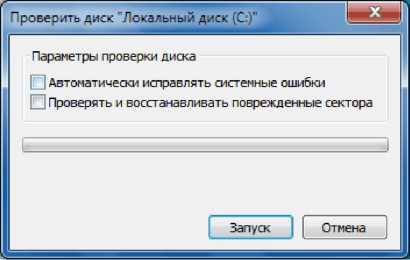 Проверить диск "Локальный диск (C:)"
Параметры проверки диска
Автоматически исправлять системные ошибки
Проверять и восстанавливать поврежденные сектора
Запуск
Отмена